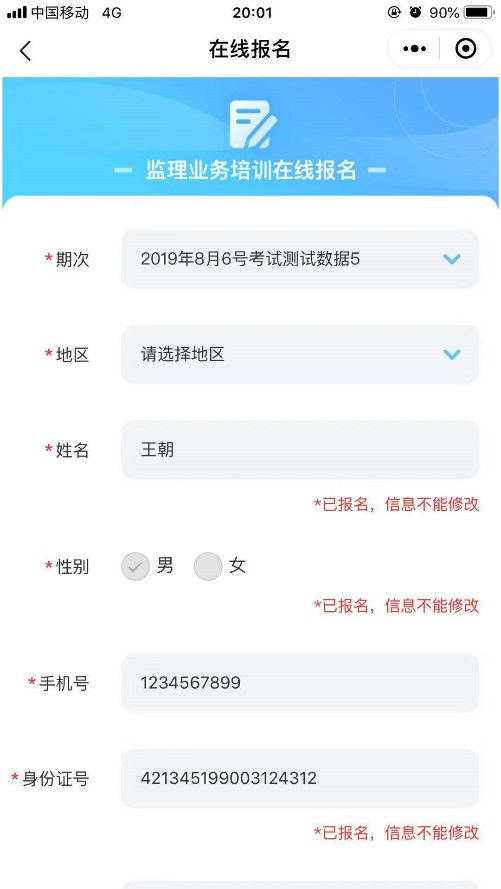 中国移动 4G 20:01 90%
在线报名
监理业务培训在线报名
*期次 2019年8月6号考试测试数据5
*地区 请选择地区
*姓名 王朝
*已报名，信息不能修改
*性别 男 女
*已报名，信息不能修改
*手机号 1234567899
*身份证号 421345199003124312
*已报名，信息不能修改